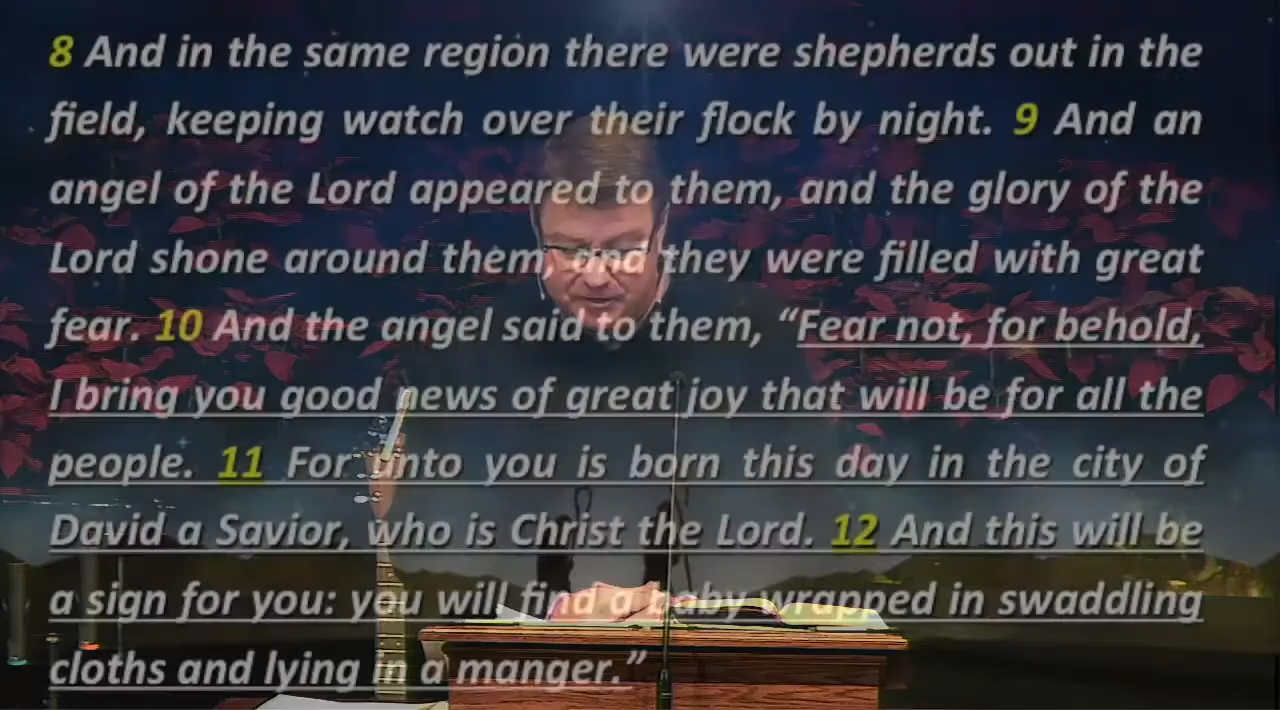 8 And in the same region there were shepherds out in the
field, keeping watch over their flock by night. 9 And an
angel of the Lord appeared to them, and the glory of the
Lord shone around them, and they were filled with great
fear. 10 And the angel said to them, “Fear not, for behold,
I bring you good news of great joy that will be for all the
people. 11 For unto you is born this day in the city of
David a Savior, who is Christ the Lord. 12 And this will be
a sign for you: you will find a baby wrapped in swaddling
cloths and lying in a manger.”